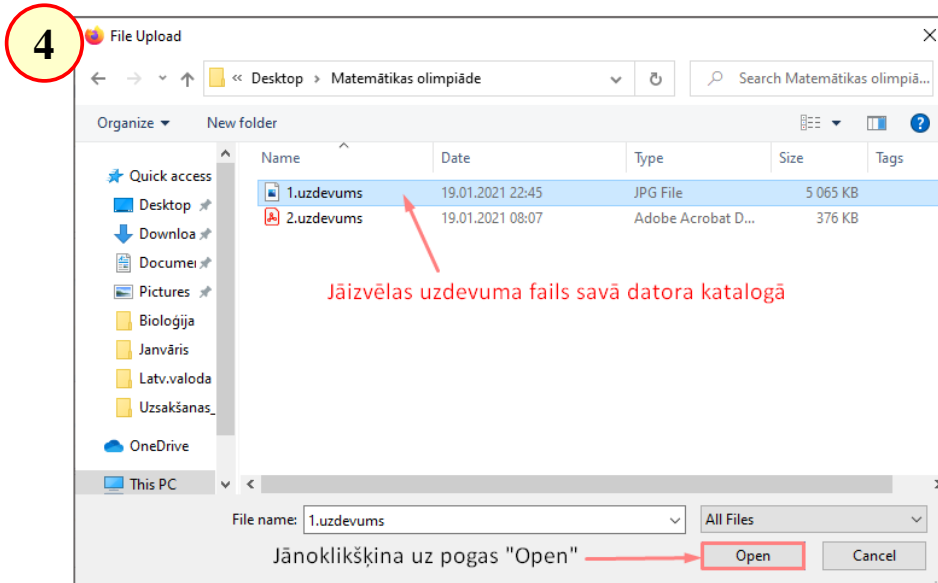 4
File Upload
« Desktop › Matemātikas olimpiāde
Search Matemātikas olimpiā...
Organize
New folder
Name Date Type Size Tags
Quick access
1.uzdevums 19.01.2021 22:45 JPG File 5 065 KB
Desktop
2.uzdevums 19.01.2021 08:07 Adobe Acrobat D... 376 KB
Downloa
Documei
Pictures
Jāizvēlas uzdevuma fails savā datora katalogā
Bioloģija
Janvāris
Latv.valoda
Uzsakšanas_
OneDrive
This PC
File name: 1.uzdevums All Files
Jānoklikšķina uz pogas "Open" Open Cancel